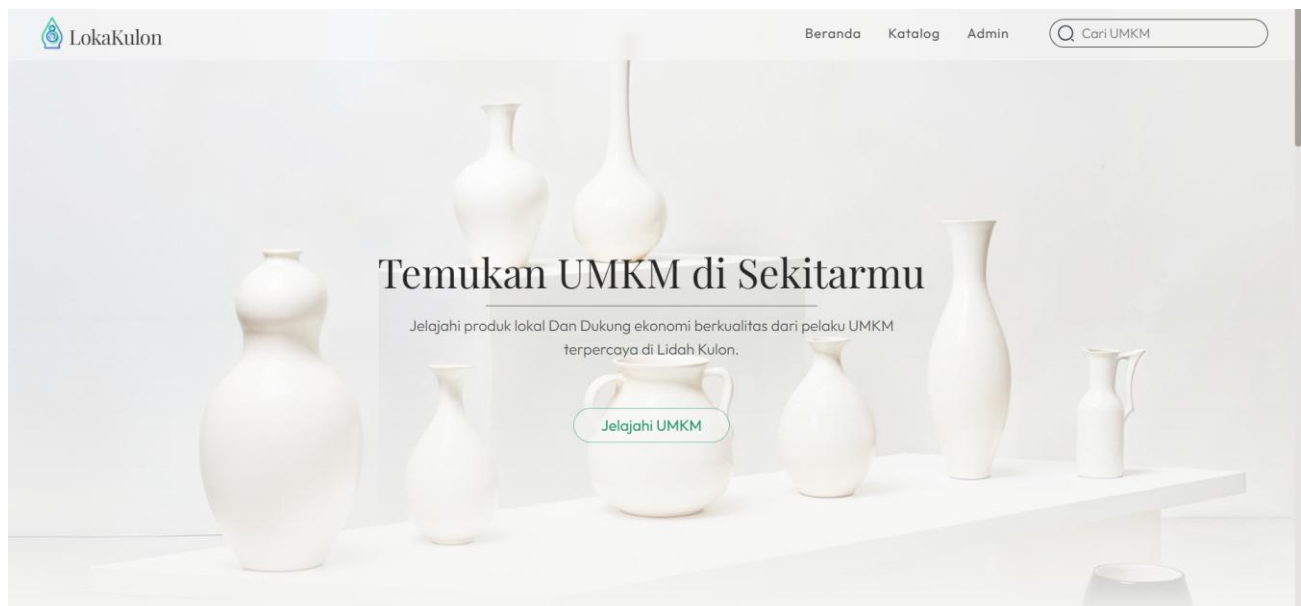 LokaKulon
Beranda Katalog Admin Cari UMKM
Temukan UMKM di Sekitarmu
Jelajahi produk lokal Dan Dukung ekonomi berkualitas dari pelaku UMKM
terpercaya di Lidah Kulon.
Jelajahi UMKM